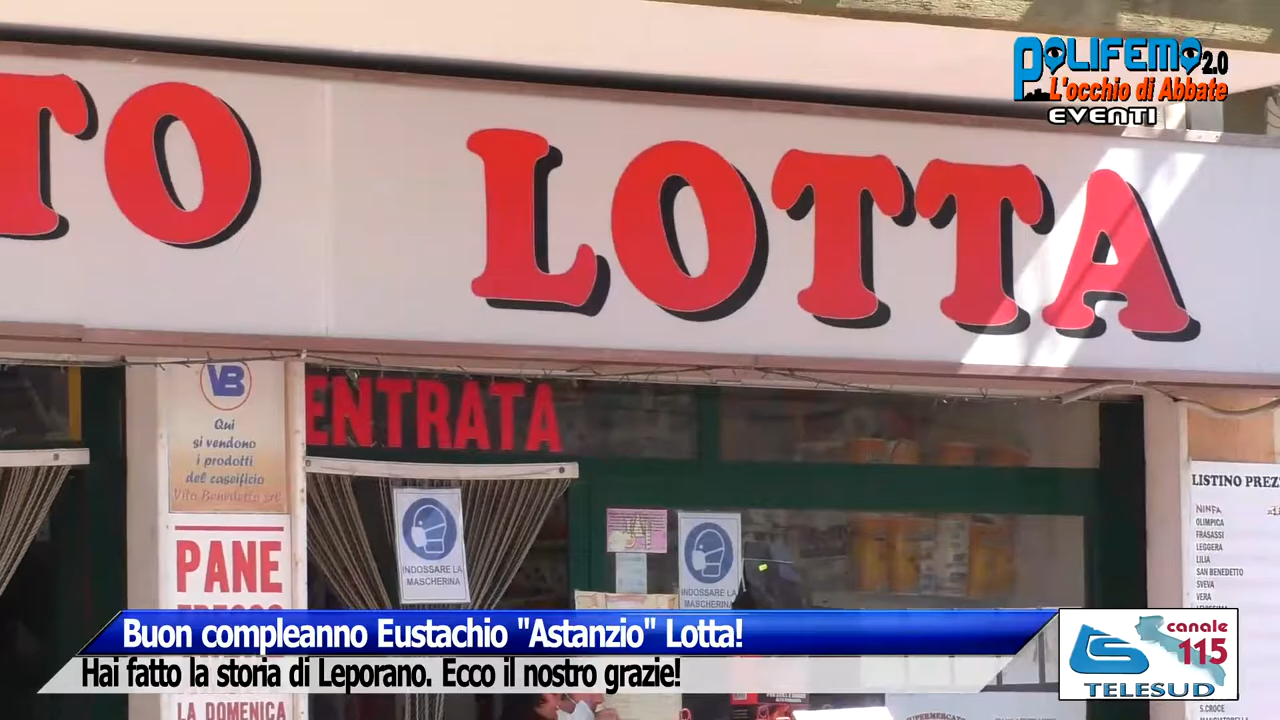 POLIFEMO 2.0
L'occhio di Abbate
EVENTI
TO LOTTA
VB
Qui
si vendono
i prodotti
del caseificio
Vito Benedetto srl
ENTRATA
INDOSSARE LA
MASCHERINA
INDOSSARE LA
MASCHERINA
PANE
FRESCO
LA DOMENICA
LISTINO PREZ
NINFA
OLIMPICA
FRASASSI
LEGGERA
LILIA
SAN BENEDETTO
SVEVA
VERA
S.CROCE
Buon compleanno Eustachio "Astanzio" Lotta!
Hai fatto la storia di Leporano. Ecco il nostro grazie!
canale
115
TELESUD
SUPERMERCATO